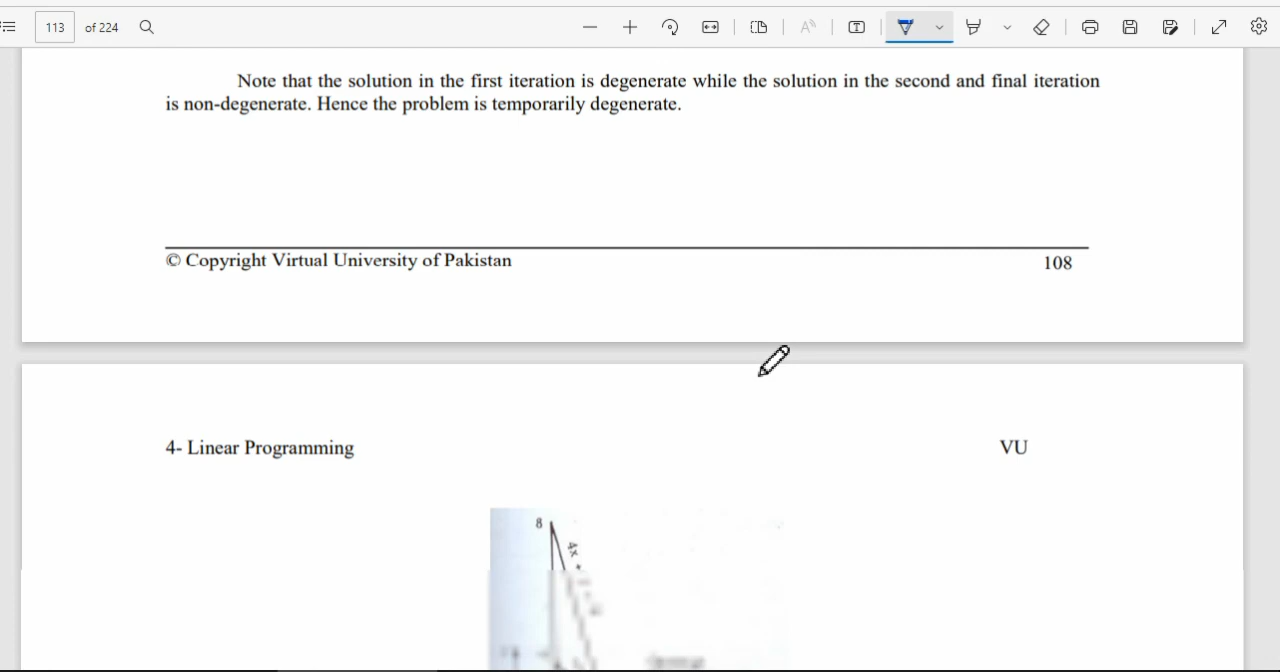 113 of 224
Note that the solution in the first iteration is degenerate while the solution in the second and final iteration
is non-degenerate. Hence the problem is temporarily degenerate.
© Copyright Virtual University of Pakistan 108
4- Linear Programming VU
8
4x